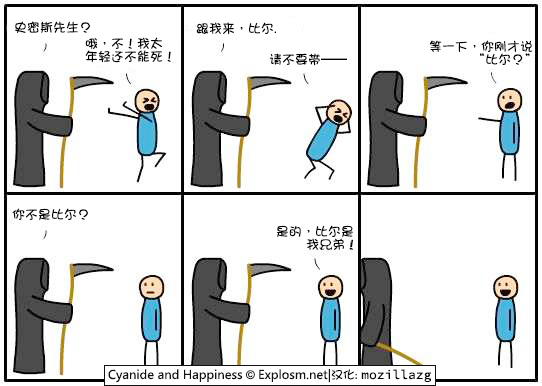 史密斯先生？
哦，不！我太
年轻还不能死！
跟我来，比尔.
请不要带——
等一下，你刚才说
“比尔？”
你不是比尔？
是的，比尔是
我兄弟！
Cyanide and Happiness © Explosm.net|汉化: mozillazg